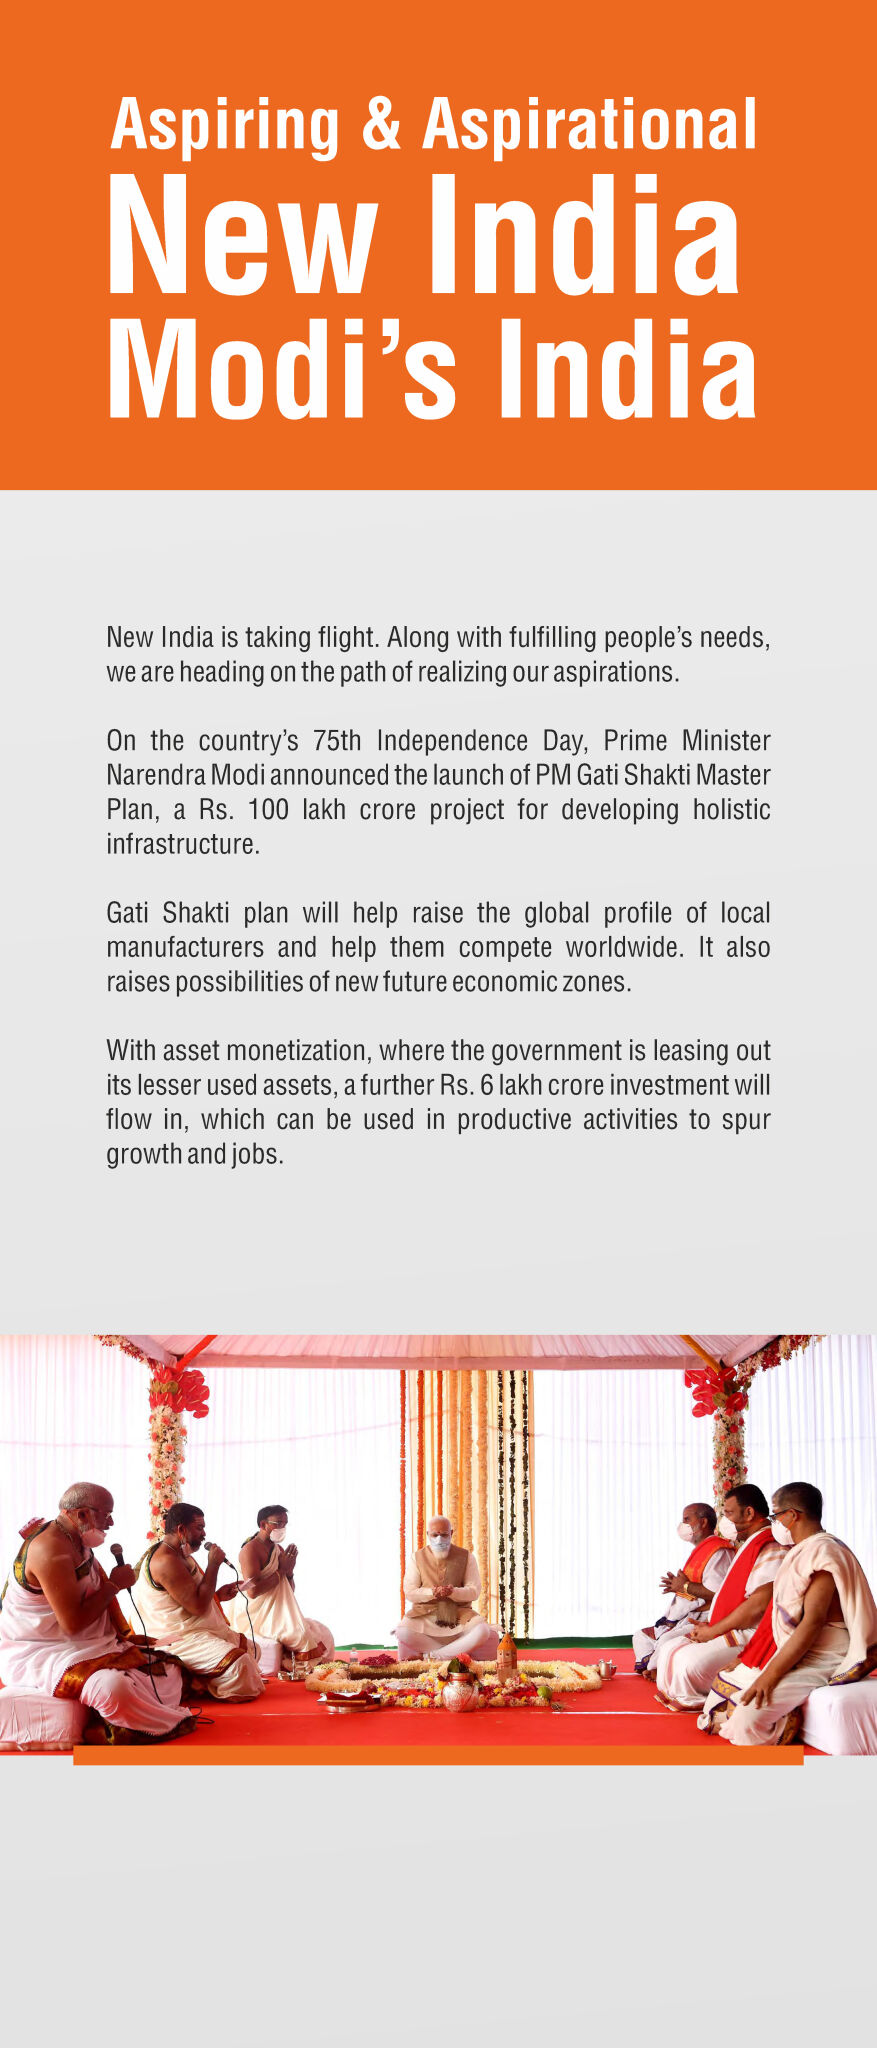 Aspiring & Aspirational
New India
Modi's India
New India is taking flight. Along with fulfilling people's needs,
we are heading on the path of realizing our aspirations.
On the country's 75th Independence Day, Prime Minister
Narendra Modi announced the launch of PM Gati Shakti Master
Plan, a Rs. 100 lakh crore project for developing holistic
infrastructure.
Gati Shakti plan will help raise the global profile of local
manufacturers and help them compete worldwide. It also
raises possibilities of new future economic zones.
With asset monetization, where the government is leasing out
its lesser used assets, a further Rs. 6 lakh crore investment will
flow in, which can be used in productive activities to spur
growth and jobs.